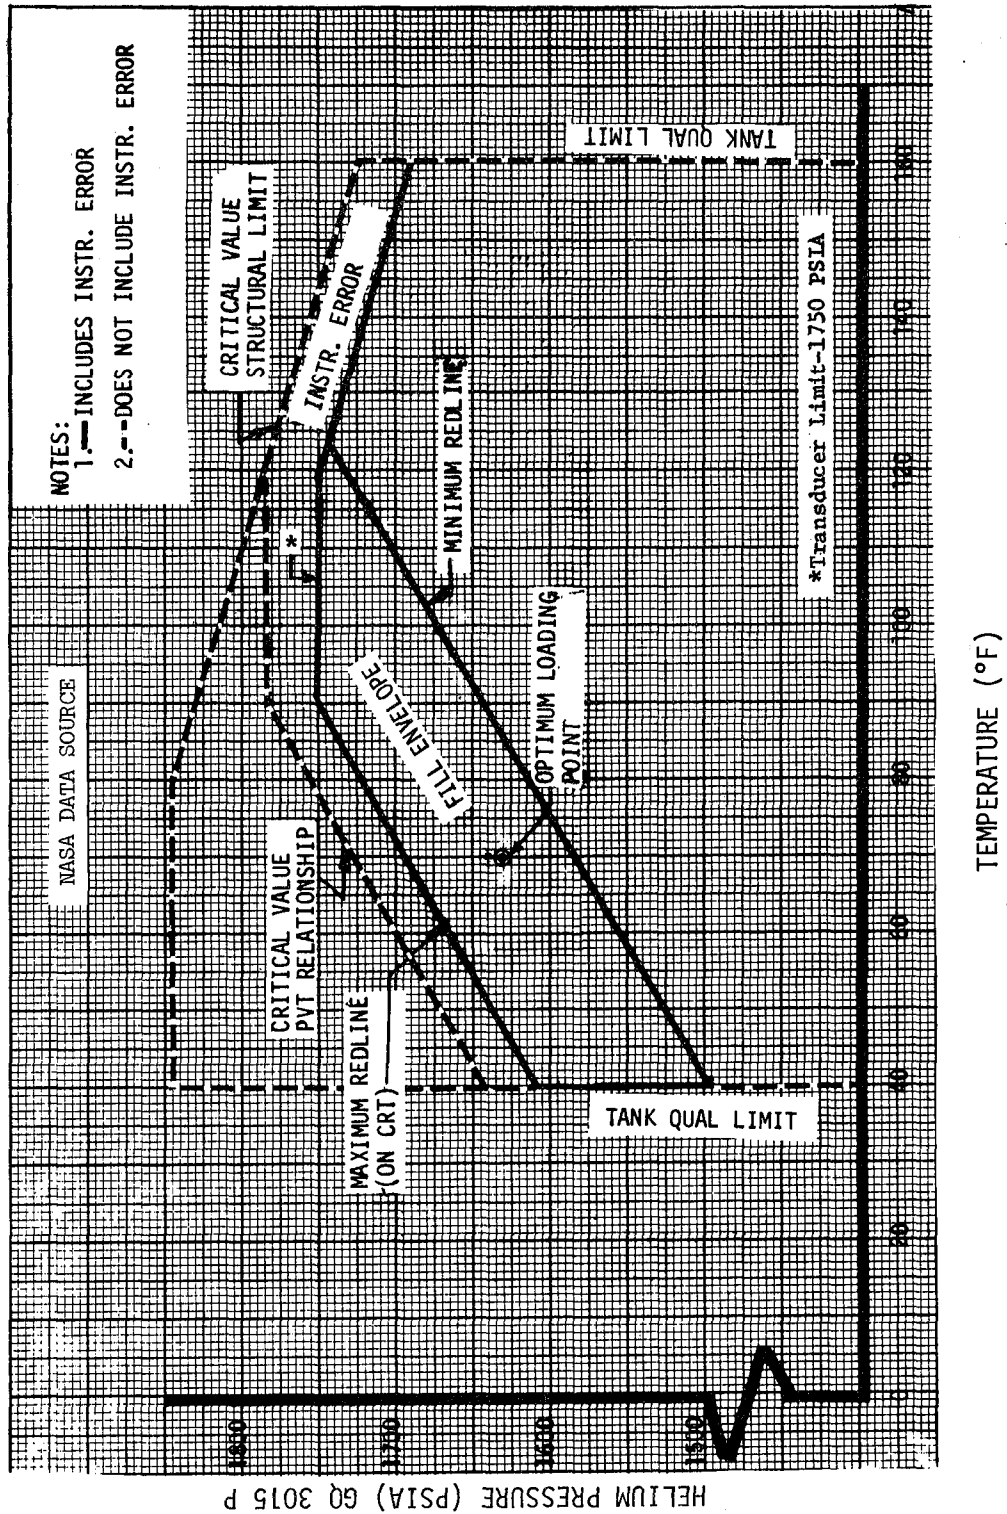 NOTES:
1.— INCLUDES INSTR. ERROR
2.--DOES NOT INCLUDE INSTR. ERROR
NASA DATA SOURCE
CRITICAL VALUE
STRUCTURAL LIMIT
INSTR. ERROR
TANK QUAL LIMIT
*
CRITICAL VALUE
PVT RELATIONSHIP
FILL ENVELOPE
MAXIMUM REDLINE
(ON CRT)
MINIMUM REDLINE
OPTIMUM LOADING
POINT
TANK QUAL LIMIT
*Transducer Limit-1750 PSIA
HELIUM PRESSURE (PSIA) GQ 3015 P
1800
1700
1600
1500
0
20
40
60
80
100
120
140
160
TEMPERATURE (°F)